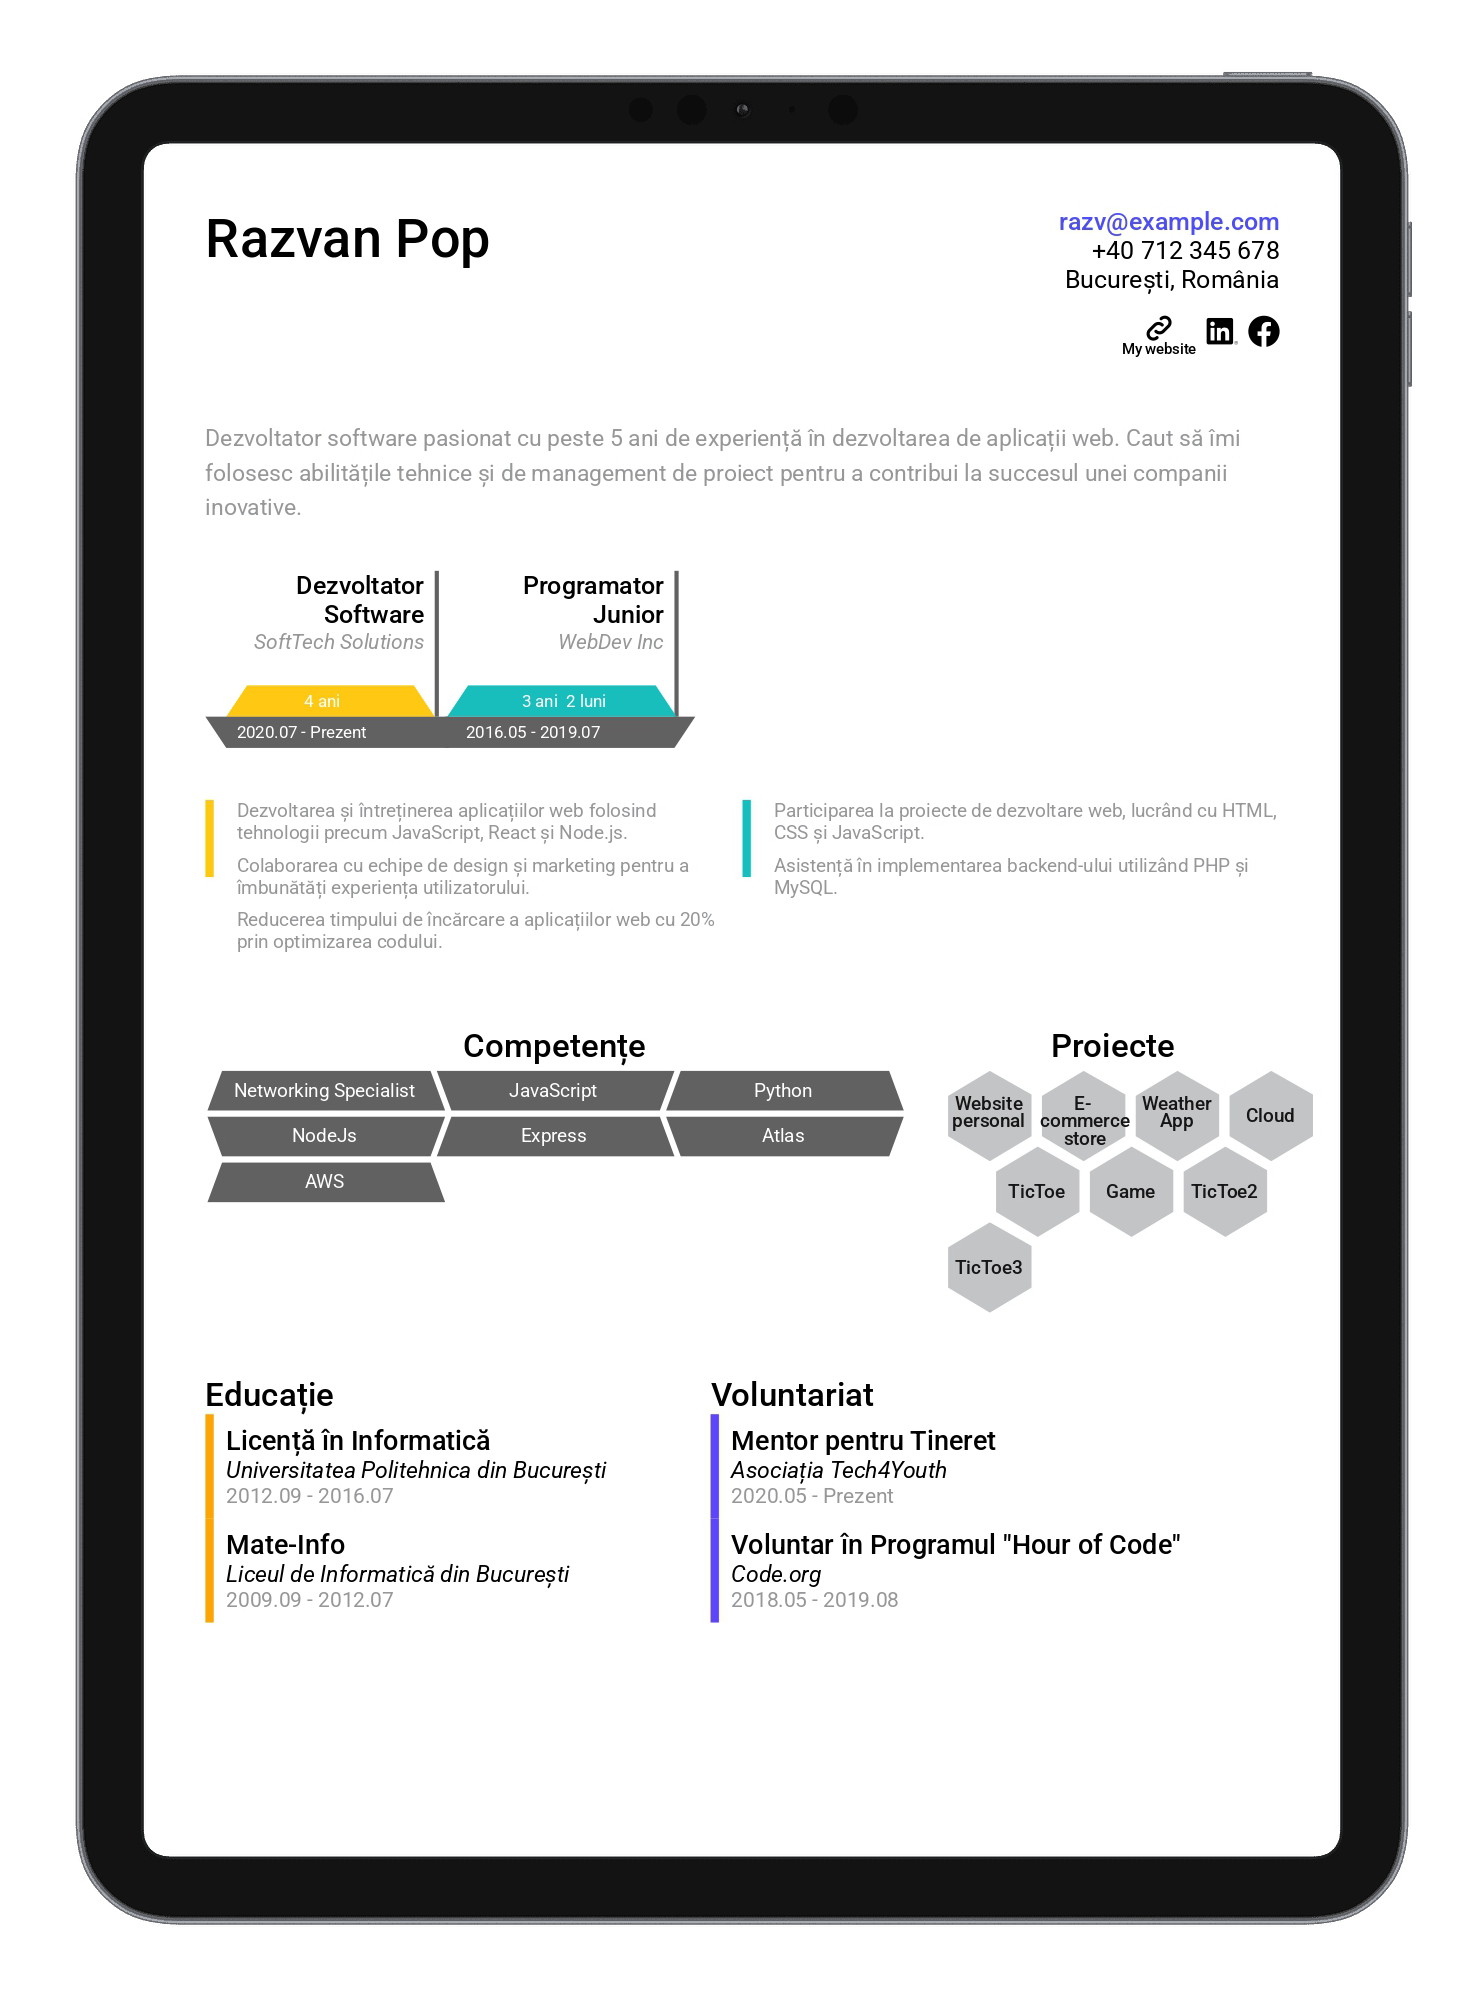 Razvan Pop
razv@example.com
+40 712 345 678
București, România
My website
Dezvoltator software pasionat cu peste 5 ani de experiență în dezvoltarea de aplicații web. Caut să îmi
folosesc abilitățile tehnice și de management de proiect pentru a contribui la succesul unei companii
inovative.
Dezvoltator
Software
SoftTech Solutions
4 ani
2020.07 - Prezent
Programator
Junior
WebDev Inc
3 ani 2 luni
2016.05 - 2019.07
Dezvoltarea și întreținerea aplicațiilor web folosind
tehnologii precum JavaScript, React și Node.js.
Colaborarea cu echipe de design și marketing pentru a
îmbunătăți experiența utilizatorului.
Reducerea timpului de încărcare a aplicațiilor web cu 20%
prin optimizarea codului.
Participarea la proiecte de dezvoltare web, lucrând cu HTML,
CSS și JavaScript.
Asistență în implementarea backend-ului utilizând PHP și
MySQL.
Competențe
Networking Specialist
JavaScript
Python
NodeJs
Express
Atlas
AWS
Proiecte
Website
personal
E-
commerce
store
Weather
App
Cloud
TicToe
Game
TicToe2
TicToe3
Educație
Licență în Informatică
Universitatea Politehnica din București
2012.09 - 2016.07
Mate-Info
Liceul de Informatică din București
2009.09 - 2012.07
Voluntariat
Mentor pentru Tineret
Asociația Tech4Youth
2020.05 - Prezent
Voluntar în Programul "Hour of Code"
Code.org
2018.05 - 2019.08